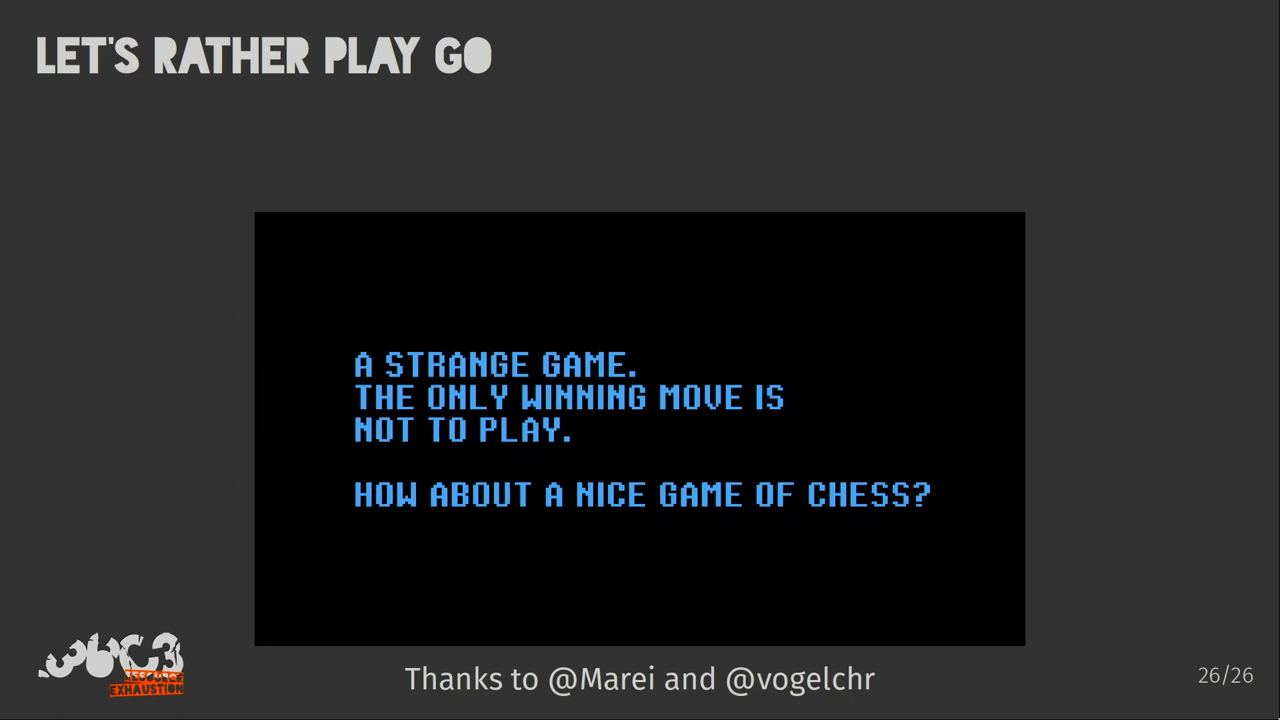 LET'S RATHER PLAY GO
A STRANGE GAME.
THE ONLY WINNING MOVE IS
NOT TO PLAY.
HOW ABOUT A NICE GAME OF CHESS?
36C3
RESOURCE
EXHAUSTION
Thanks to @Marei and @vogelchr
26/26